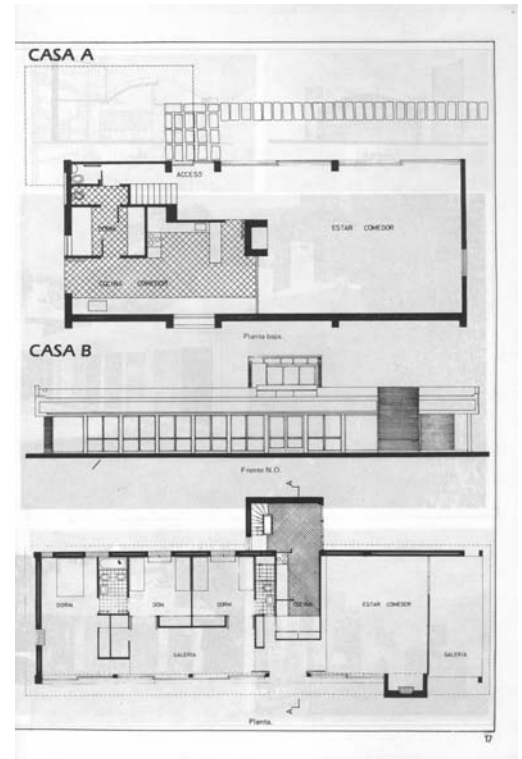 CASA A
ACCESO
DORM.
ESTAR COMEDOR
COCINA COMEDOR
Planta baja.
CASA B
Frente N.O.
A
DORM.
DOM.
DORM.
COCINA
ESTAR COMEDOR
GALERIA
GALERIA
A
Planta.
17